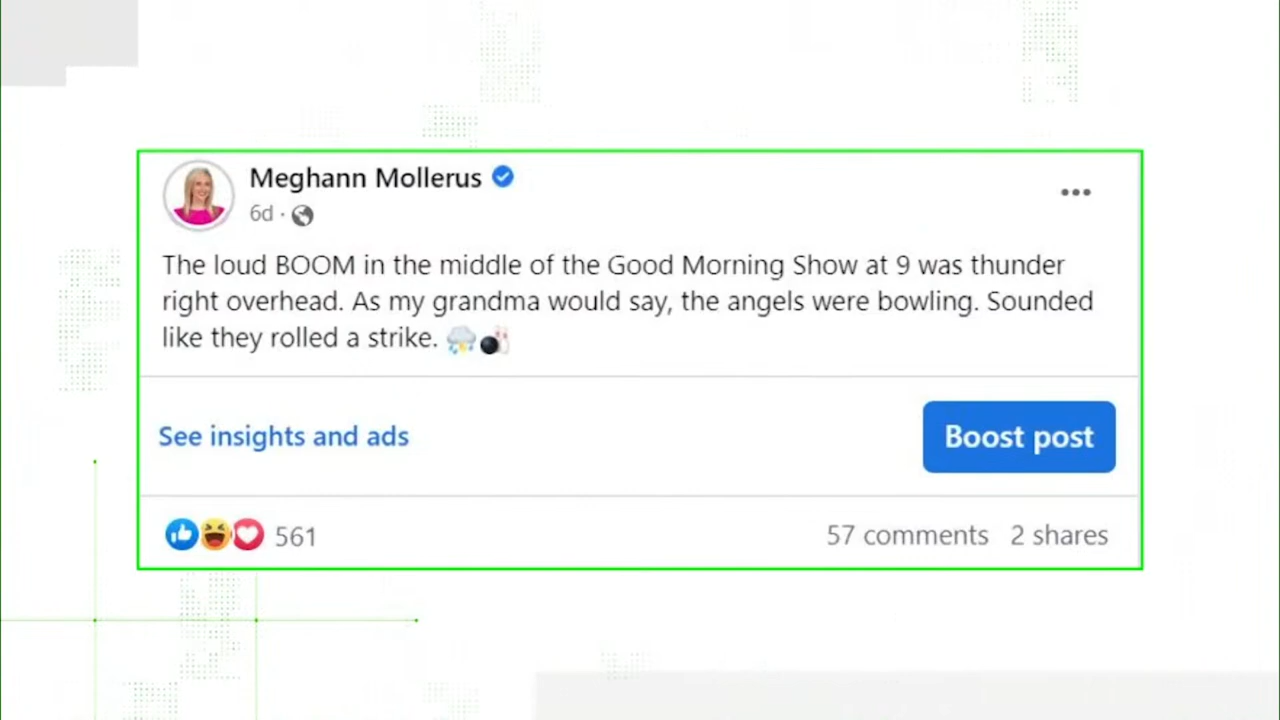 Meghann Mollerus
6d ·
The loud BOOM in the middle of the Good Morning Show at 9 was thunder
right overhead. As my grandma would say, the angels were bowling. Sounded
like they rolled a strike. ⛈️🎳
See insights and ads
Boost post
561
57 comments 2 shares